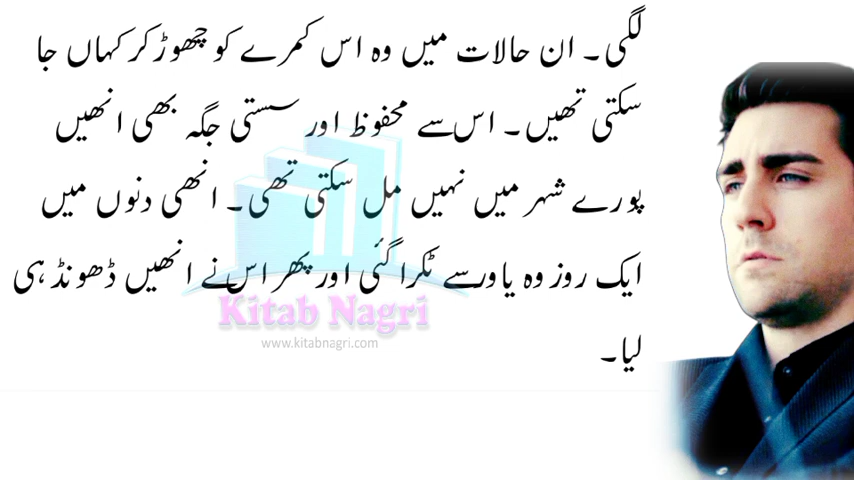 لگی۔ ان حالات میں وہ اس کمرے کو چھوڑ کر کہاں جا
سکتی تھیں۔ اس سے محفوظ اور سستی جگہ بھی انھیں
پورے شہر میں نہیں مل سکتی تھی۔ انھی دنوں میں
ایک روز وہ یاور سے ٹکرا گئی اور پھر اس نے انھیں ڈھونڈ ہی
لیا۔
Kitab Nagri
www.kitabnagri.com